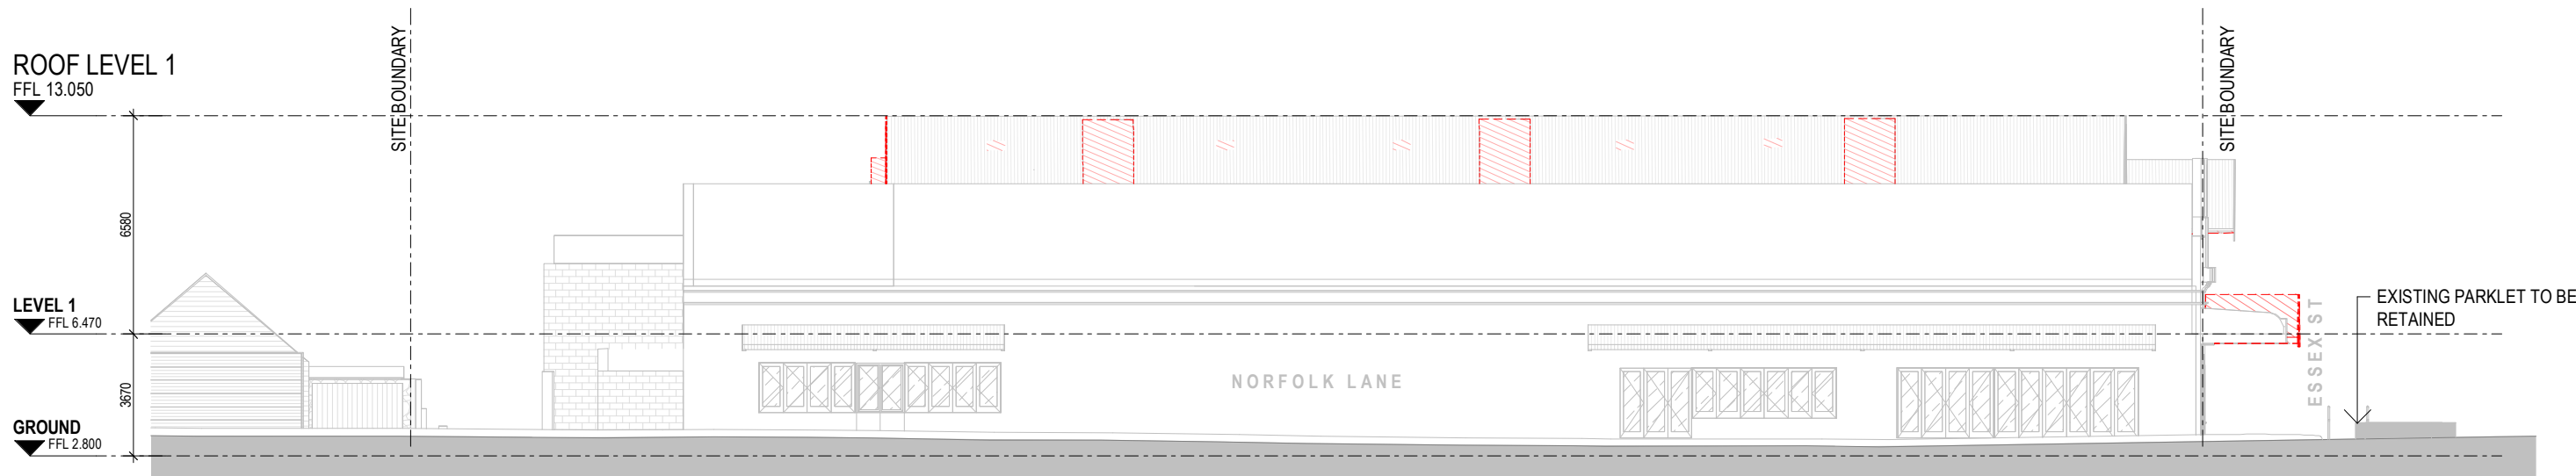 ROOF LEVEL 1
FFL 13.050
SITE BOUNDARY
SITE BOUNDARY
6580
LEVEL 1
FFL 6.470
EXISTING PARKLET TO BE
RETAINED
ESSEX ST
NORFOLK LANE
3670
GROUND
FFL 2.800